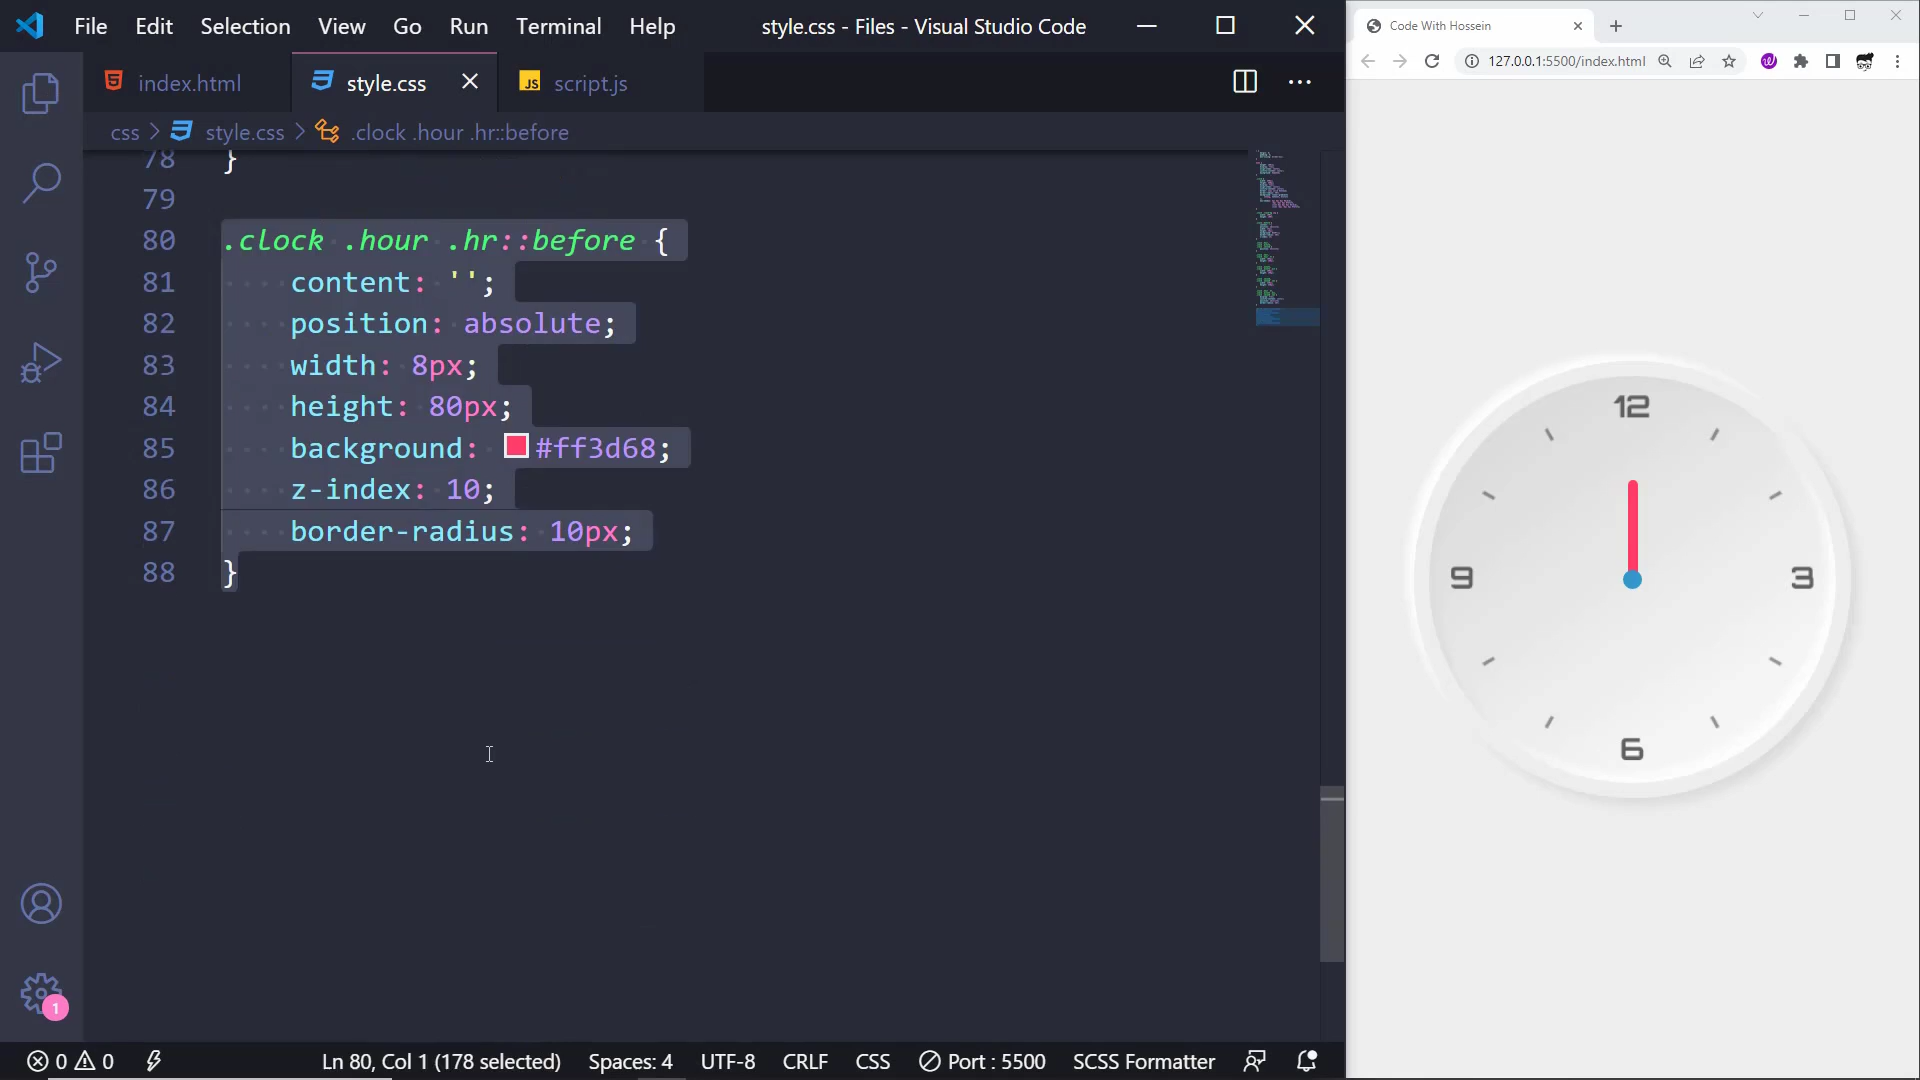 File Edit Selection View Go Run Terminal Help
style.css - Files - Visual Studio Code
index.html
style.css
JS script.js
css > style.css > .clock .hour .hr::before
78 }
79
80 .clock .hour .hr::before {
81 content: '';
82 position: absolute;
83 width: 8px;
84 height: 80px;
85 background: #ff3d68;
86 z-index: 10;
87 border-radius: 10px;
88 }
1
0 0 Ln 80, Col 1 (178 selected) Spaces: 4 UTF-8 CRLF CSS Port : 5500 SCSS Formatter
Code With Hossein
127.0.0.1:5500/index.html
12
9 3
6